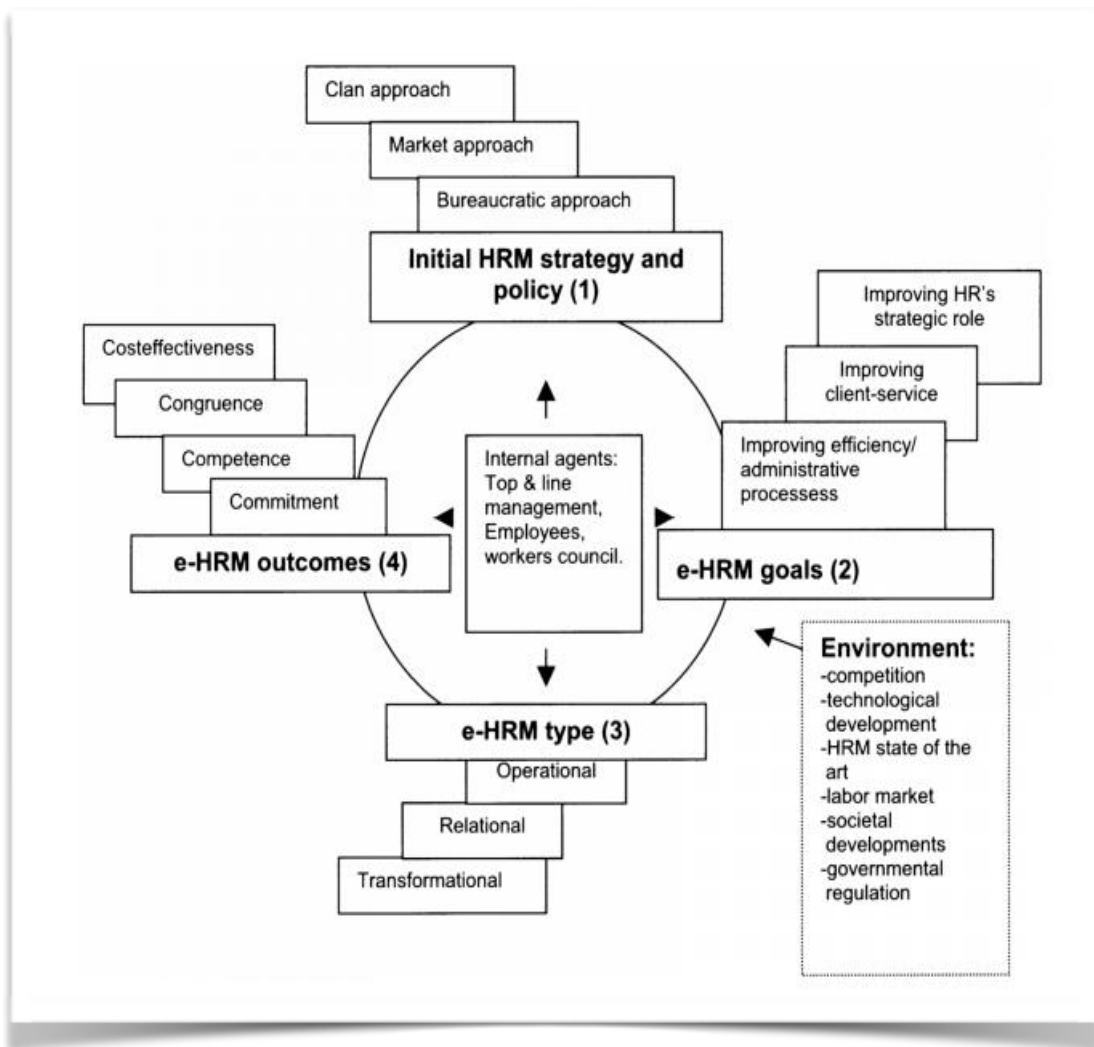 Clan approach
Market approach
Bureaucratic approach
Initial HRM strategy and
policy (1)
Improving HR's
strategic role
Improving
client-service
Improving efficiency/
administrative
processess
e-HRM goals (2)
Costeffectiveness
Congruence
Competence
Commitment
e-HRM outcomes (4)
Internal agents:
Top & line
management,
Employees,
workers council.
e-HRM type (3)
Operational
Relational
Transformational
Environment:
-competition
-technological
development
-HRM state of the
art
-labor market
-societal
developments
-governmental
regulation